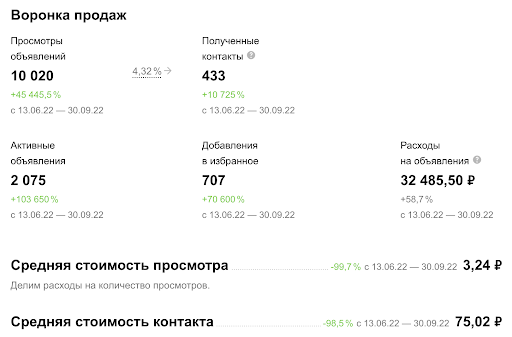 Воронка продаж
Просмотры
объявлений
10 020
+45 445,5 %
с 13.06.22 — 30.09.22
4,32 % →
Полученные
контакты ?
433
+10 725 %
с 13.06.22 — 30.09.22
Активные
объявления
2 075
+103 650 %
с 13.06.22 — 30.09.22
Добавления
в избранное
707
+70 600 %
с 13.06.22 — 30.09.22
Расходы
на объявления ?
32 485,50 ₽
+58,7 %
с 13.06.22 — 30.09.22
Средняя стоимость просмотра -99,7 % с 13.06.22 — 30.09.22 3,24 ₽
Делим расходы на количество просмотров.
Средняя стоимость контакта -98,5 % с 13.06.22 — 30.09.22 75,02 ₽